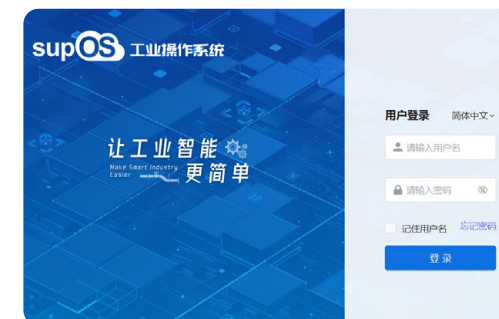 supOS 工业操作系统
让工业智能
Make Smart Industry
Easier
更简单
用户登录 简体中文
请输入用户名
请输入密码
记住用户名 忘记密码
登录